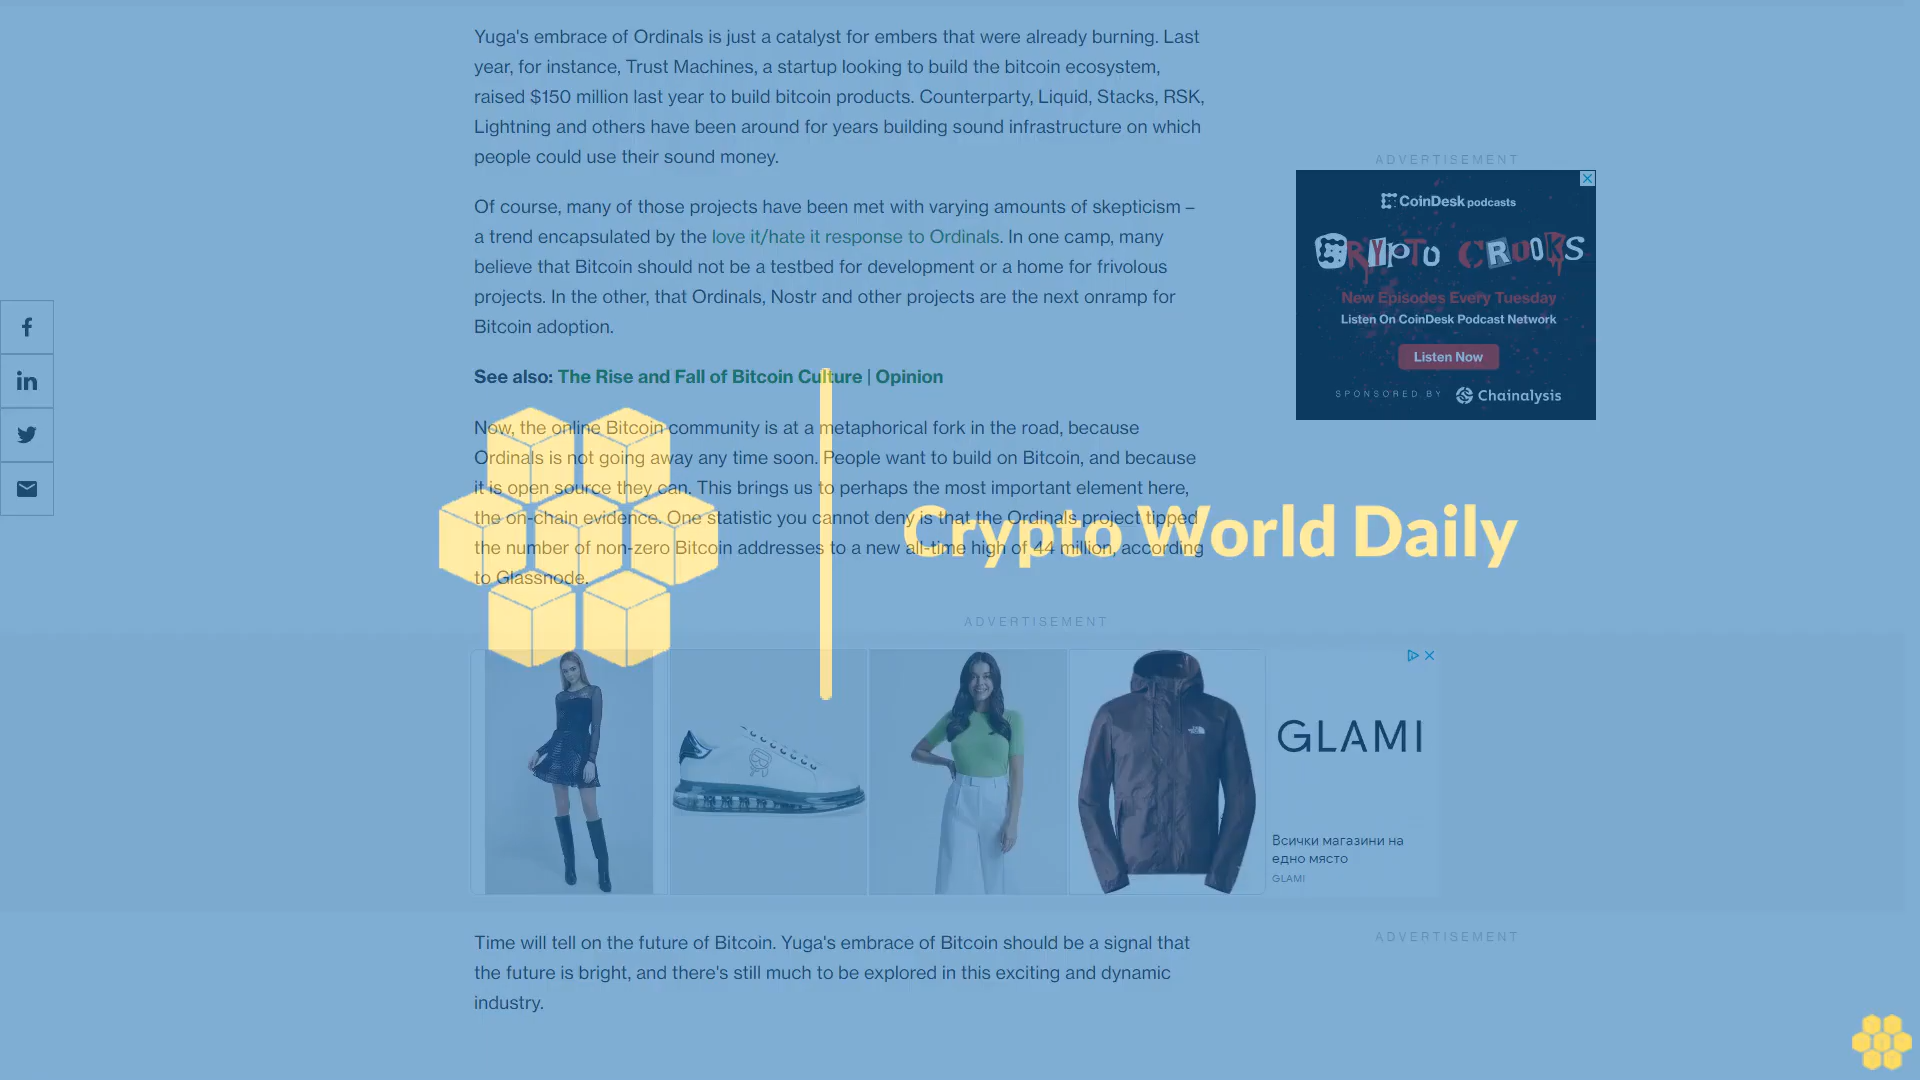 Yuga's embrace of Ordinals is just a catalyst for embers that were already burning. Last
year, for instance, Trust Machines, a startup looking to build the bitcoin ecosystem,
raised $150 million last year to build bitcoin products. Counterparty, Liquid, Stacks, RSK,
Lightning and others have been around for years building sound infrastructure on which
people could use their sound money.
Of course, many of those projects have been met with varying amounts of skepticism –
a trend encapsulated by the love it/hate it response to Ordinals. In one camp, many
believe that Bitcoin should not be a testbed for development or a home for frivolous
projects. In the other, that Ordinals, Nostr and other projects are the next onramp for
Bitcoin adoption.
See also: The Rise and Fall of Bitcoin Culture | Opinion
Now, the online Bitcoin community is at a metaphorical fork in the road, because
Ordinals is not going away any time soon. People want to build on Bitcoin, and because
it is open source they can. This brings us to perhaps the most important element here,
the on-chain evidence. One statistic you cannot deny is that the Ordinals project tipped
the number of non-zero Bitcoin addresses to a new all-time high of 44 million, according
to Glassnode.
Crypto World Daily
ADVERTISEMENT
CoinDesk podcasts
CRYPTO CROOKS
New Episodes Every Tuesday
Listen On CoinDesk Podcast Network
Listen Now
SPONSORED BY Chainalysis
ADVERTISEMENT
GLAMI
Всички магазини на
едно място
GLAMI
Time will tell on the future of Bitcoin. Yuga's embrace of Bitcoin should be a signal that
the future is bright, and there's still much to be explored in this exciting and dynamic
industry.
ADVERTISEMENT